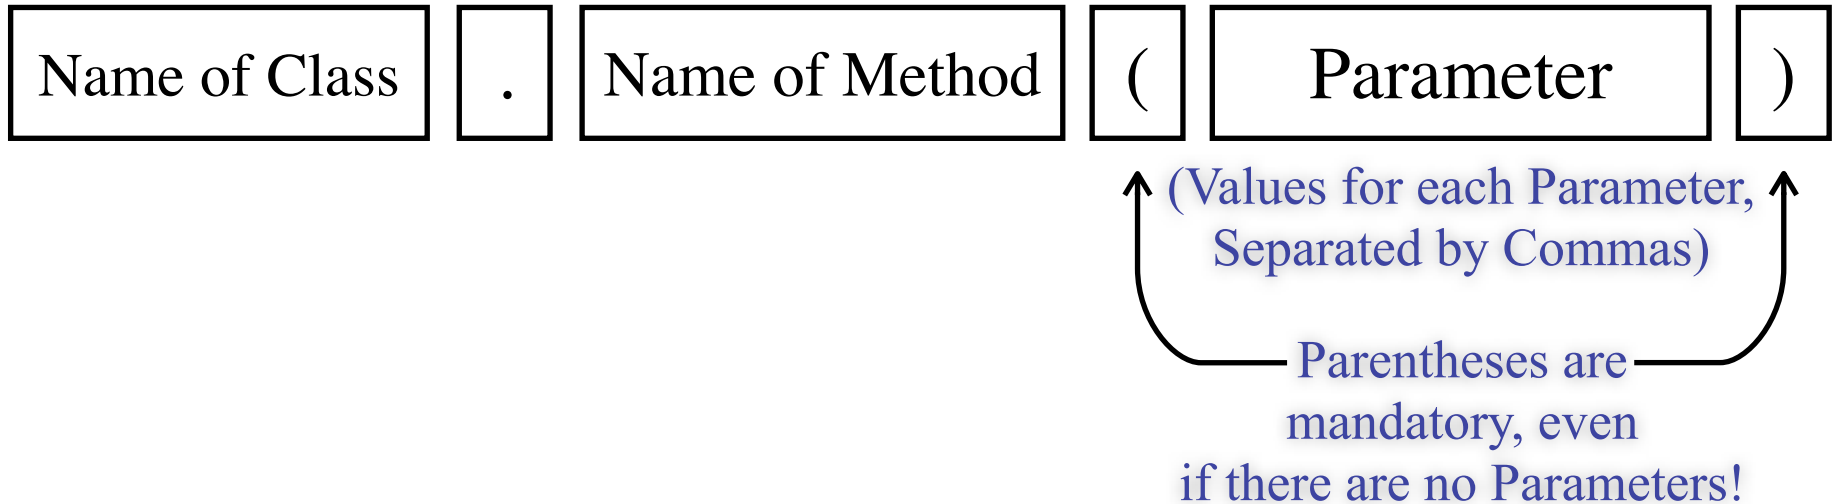 Name of Class . Name of Method ( Parameter )
(Values for each Parameter,
Separated by Commas)
Parentheses are
mandatory, even
if there are no Parameters!